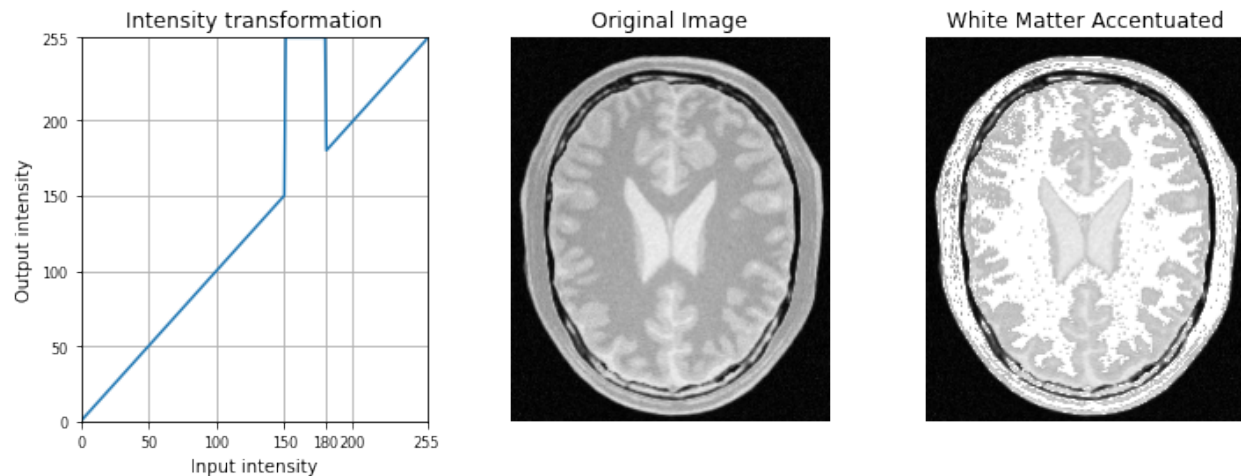 Intensity transformation
Output intensity
255
200
150
100
50
0
0 50 100 150 180 200 255
Input intensity
Original Image
White Matter Accentuated